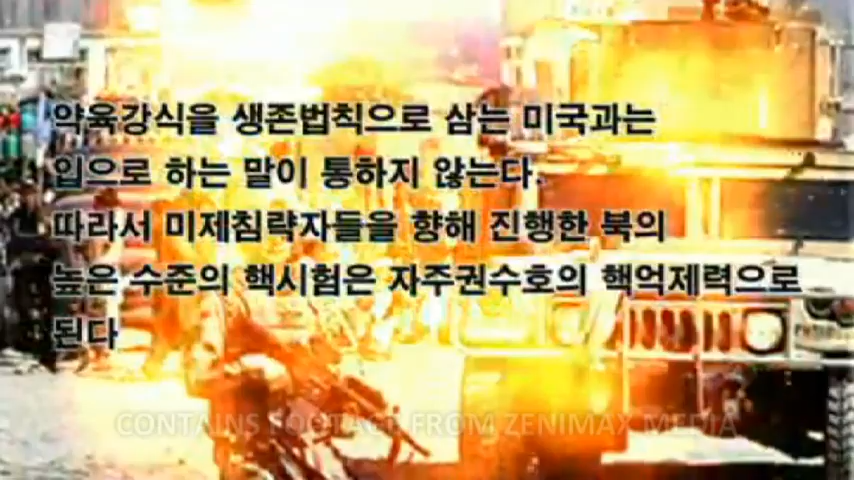 약육강식을 생존법칙으로 삼는 미국과는
입으로 하는 말이 통하지 않는다.
따라서 미제침략자들을 향해 진행한 북의
높은 수준의 핵시험은 자주권수호의 핵억제력으로
된다
CONTAINS FOOTAGE FROM ZENIMAX MEDIA